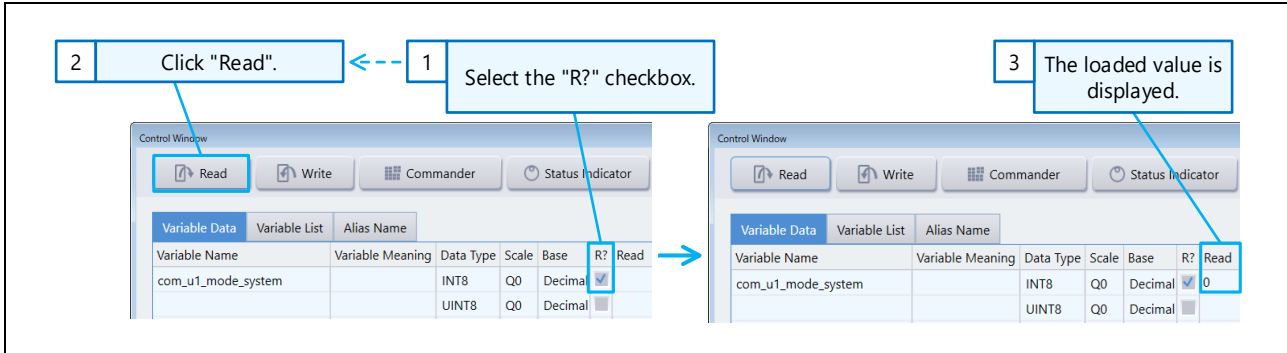 2 Click "Read".
1 Select the "R?" checkbox.
3 The loaded value is
displayed.
Control Window
Read Write Commander Status Indicator
Variable Data Variable List Alias Name
Variable Name Variable Meaning Data Type Scale Base R? Read
com_u1_mode_system INT8 Q0 Decimal
UINT8 Q0 Decimal
Control Window
Read Write Commander Status Indicator
Variable Data Variable List Alias Name
Variable Name Variable Meaning Data Type Scale Base R? Read
com_u1_mode_system INT8 Q0 Decimal 0
UINT8 Q0 Decimal